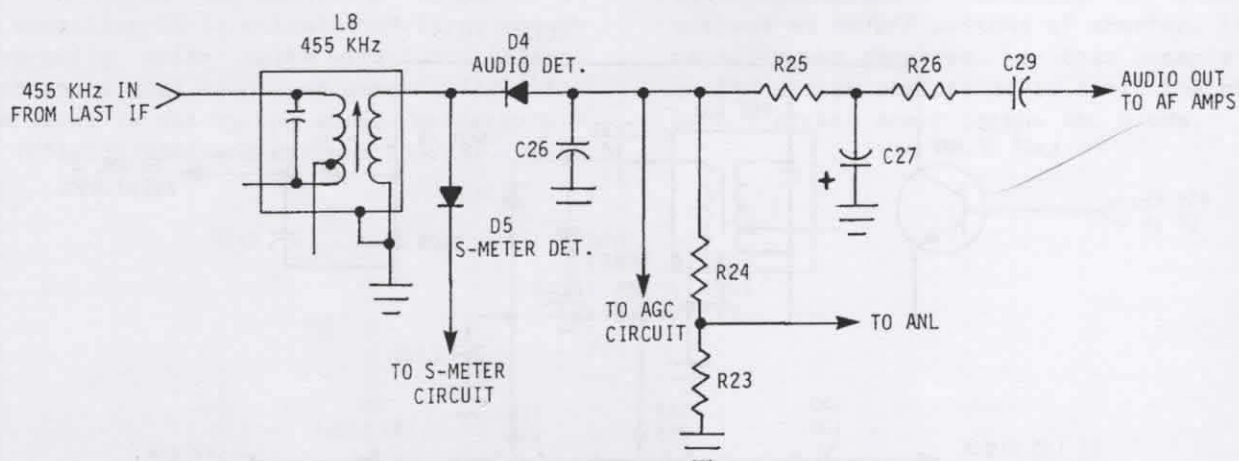 L8
455 KHz
D4
AUDIO DET.
R25
R26
C29
455 KHz IN
FROM LAST IF
AUDIO OUT
TO AF AMPS
C26
C27
+
D5
S-METER DET.
R24
TO AGC
CIRCUIT
TO ANL
TO S-METER
CIRCUIT
R23